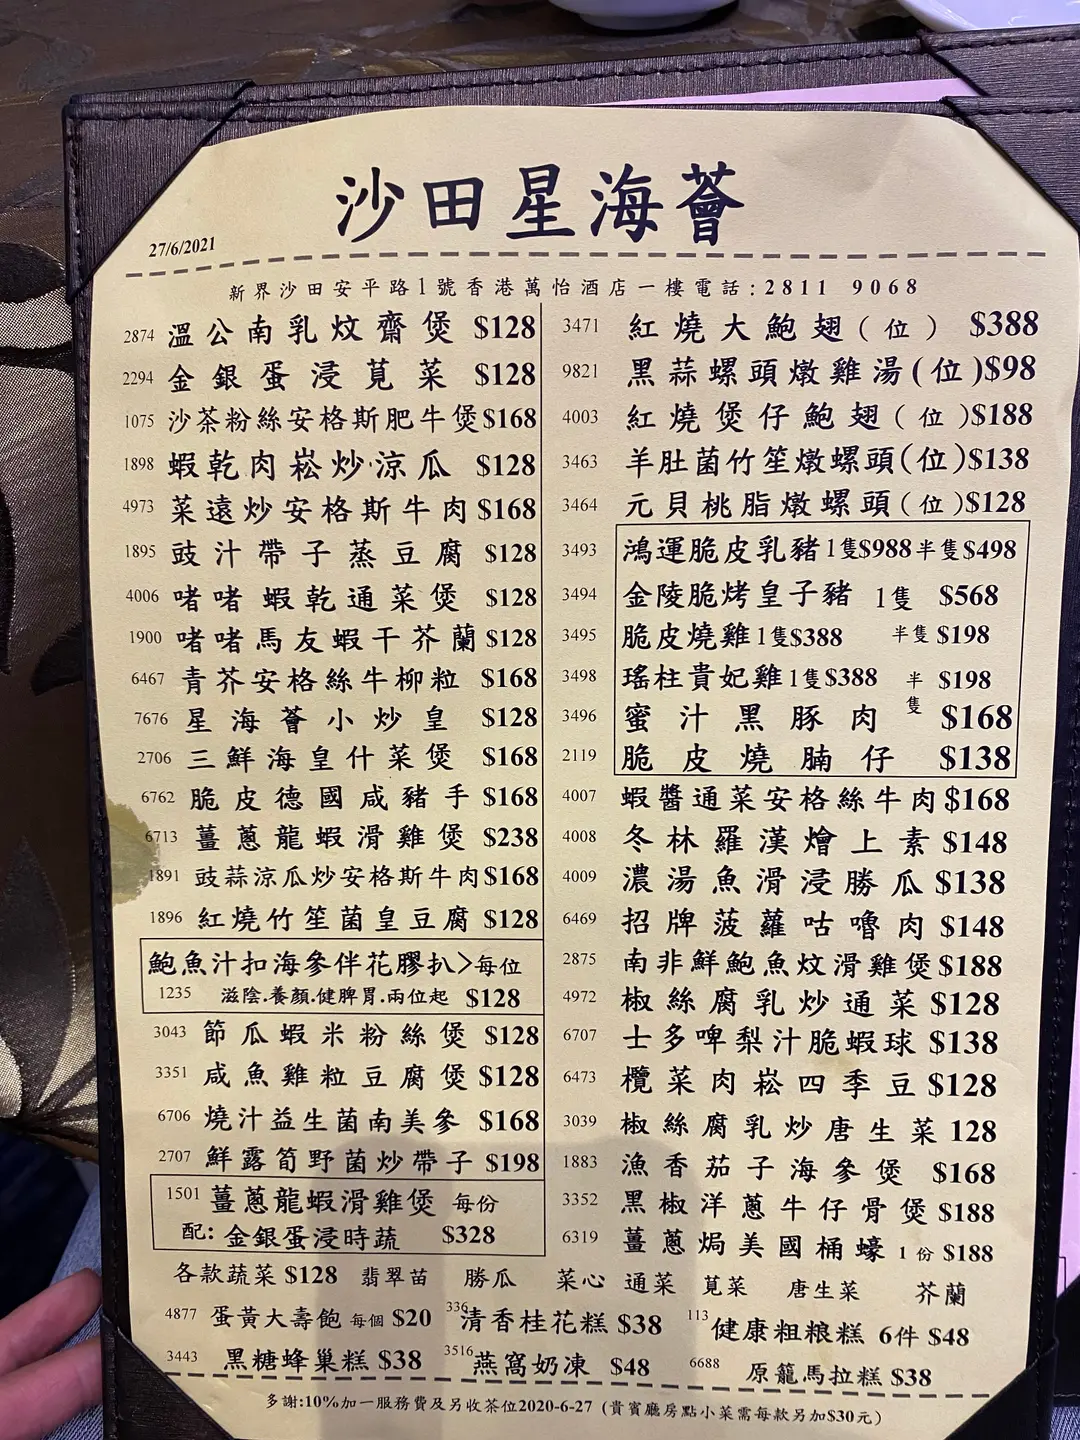 沙田星海薈
27/6/2021
新界沙田安平路1號香港萬怡酒店一樓電話:2811 9068
2874 溫公南乳炆齋煲 $128
2294 金銀蛋浸莧菜 $128
1075 沙茶粉絲安格斯肥牛煲$168
1898 蝦乾肉崧炒涼瓜 $128
4973 菜遠炒安格斯牛肉 $168
1895 豉汁帶子蒸豆腐 $128
4006 啫啫蝦乾通菜煲 $128
1900 啫啫馬友蝦干芥蘭 $128
6467 青芥安格絲牛柳粒 $168
7676 星海薈小炒皇 $128
2706 三鮮海皇什菜煲 $168
6762 脆皮德國咸豬手 $168
6713 薑蔥龍蝦滑雞煲 $238
1891 豉蒜涼瓜炒安格斯牛肉$168
1896 紅燒竹笙菌皇豆腐 $128
鮑魚汁扣海參伴花膠扒>每位
1235 滋陰.養顏.健脾胃.兩位起 $128
3043 節瓜蝦米粉絲煲 $128
3351 咸魚雞粒豆腐煲 $128
6706 燒汁益生菌南美參 $168
2707 鮮露筍野菌炒帶子 $198
1501 薑蔥龍蝦滑雞煲 每份
配: 金銀蛋浸時蔬 $328
3471 紅燒大鮑翅(位) $388
9821 黑蒜螺頭燉雞湯(位)$98
4003 紅燒煲仔鮑翅(位)$188
3463 羊肚菌竹笙燉螺頭(位)$138
3464 元貝桃脂燉螺頭(位)$128
3493 鴻運脆皮乳豬1隻$988半隻$498
3494 金陵脆烤皇子豬 1隻 $568
3495 脆皮燒雞1隻$388 半隻 $198
3498 瑤柱貴妃雞1隻$388 半隻 $198
3496 蜜汁黑豚肉 $168
2119 脆皮燒腩仔 $138
4007 蝦醬通菜安格絲牛肉$168
4008 冬林羅漢燴上素 $148
4009 濃湯魚滑浸勝瓜 $138
6469 招牌菠蘿咕嚕肉 $148
2875 南非鮮鮑魚炆滑雞煲$188
4972 椒絲腐乳炒通菜 $128
6707 士多啤梨汁脆蝦球 $138
6473 欖菜肉崧四季豆 $128
3039 椒絲腐乳炒唐生菜 128
1883 漁香茄子海參煲 $168
3352 黑椒洋蔥牛仔骨煲 $188
6319 薑蔥焗美國桶蠔 1份 $188
各款蔬菜 $128 翡翠苗 勝瓜 菜心 通菜 莧菜 唐生菜 芥蘭
4877 蛋黃大壽飽 每個 $20 336 清香桂花糕 $38 113 健康粗粮糕 6件 $48
3443 黑糖蜂巢糕 $38 3516 燕窩奶凍 $48 6688 原籠馬拉糕 $38
多謝:10%加一服務費及另收茶位2020-6-27 (貴賓廳房點小菜需每款另加$30元)